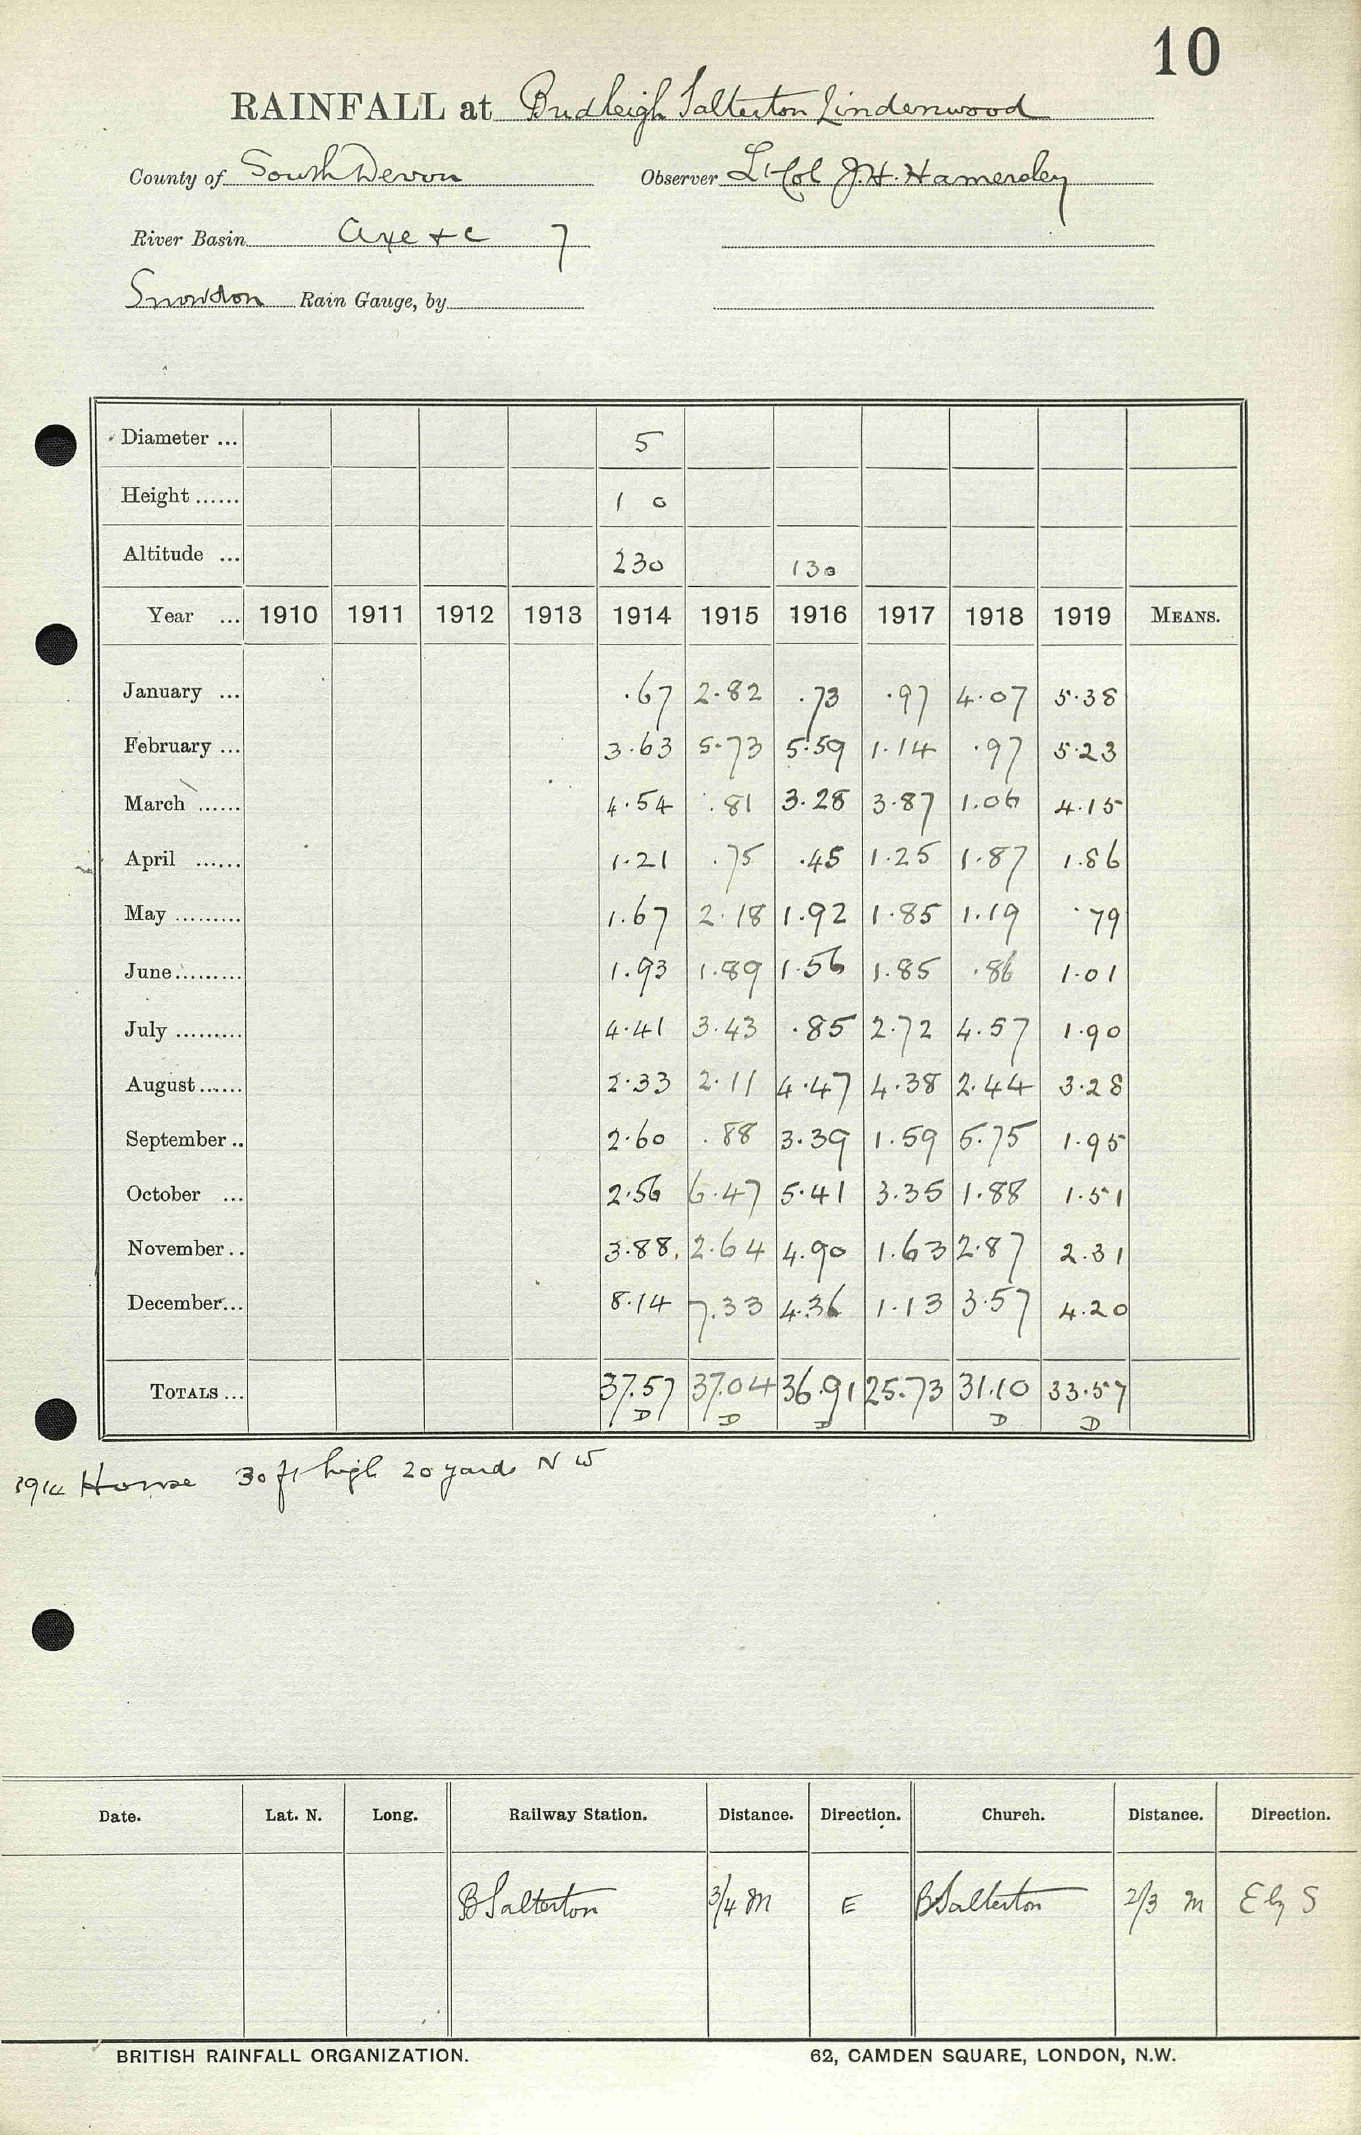 10
RAINFALL at Budleigh Salterton Lindenwood
County of South Devon Observer Lt Col J. H. Hamersley
River Basin Axe &c 7
Snowdon Rain Gauge, by
Diameter ... 5
Height ...... 1 0
Altitude ... 230 130
Year ... 1910 1911 1912 1913 1914 1915 1916 1917 1918 1919 MEANS.
January ... .67 2.82 .73 .97 4.07 5.38
February ... 3.63 5.73 5.59 1.14 .97 5.23
March ...... 4.54 .81 3.28 3.87 1.06 4.15
April ...... 1.21 .75 .45 1.25 1.87 1.86
May ......... 1.67 2.18 1.92 1.85 1.19 .79
June......... 1.93 1.89 1.56 1.85 .86 1.01
July ......... 4.41 3.43 .85 2.72 4.57 1.90
August...... 2.33 2.11 4.47 4.38 2.44 3.28
September .. 2.60 .88 3.39 1.59 5.75 1.95
October ... 2.56 6.47 5.41 3.35 1.88 1.51
November .. 3.88. 2.64 4.90 1.63 2.87 2.31
December... 8.14 7.33 4.36 1.13 3.57 4.20
TOTALS ... 37.57 37.04 36.91 25.73 31.10 33.57
D D D D D
1914 House 30 ft high 20 yards N W
Date. Lat. N. Long. Railway Station. Distance. Direction. Church. Distance. Direction.
B Salterton 3/4 M E B Salterton 2/3 m E by S
BRITISH RAINFALL ORGANIZATION. 62, CAMDEN SQUARE, LONDON, N.W.